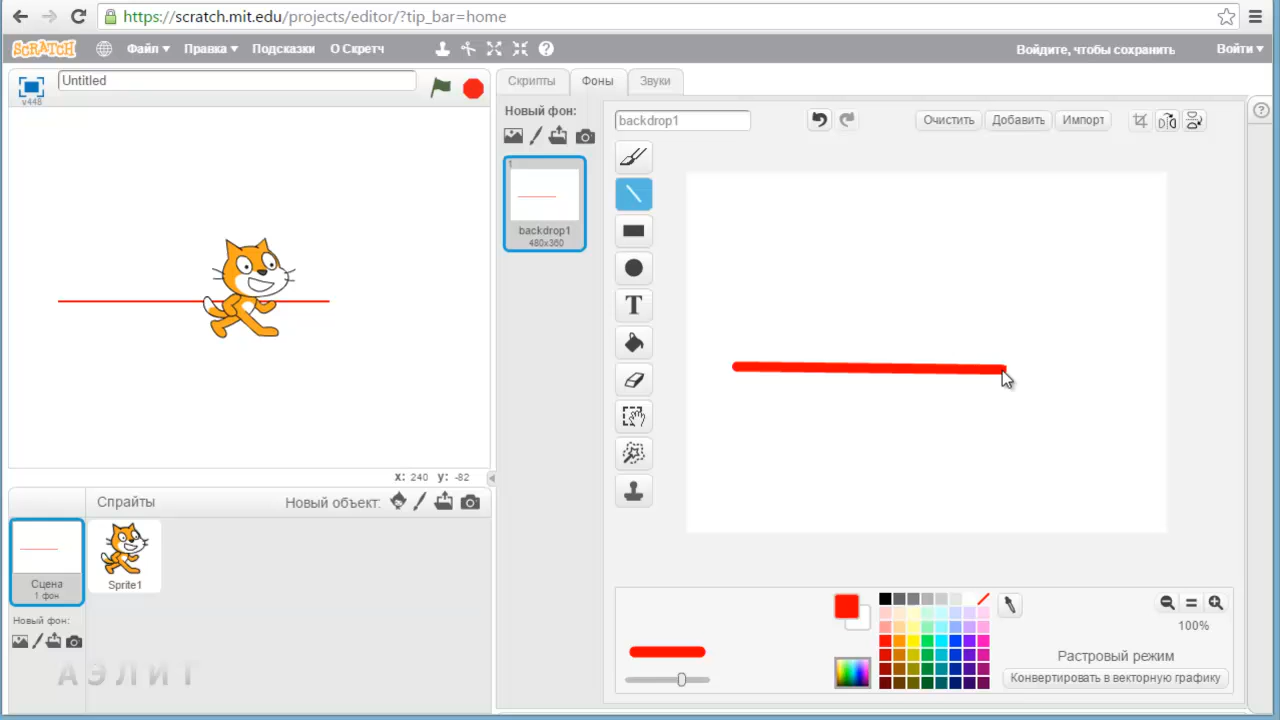 https://scratch.mit.edu/projects/editor/?tip_bar=home
SCRATCH Файл Правка Подсказки О Скретч Войдите, чтобы сохранить Войти
Untitled
v448
Скрипты Фоны Звуки
Новый фон:
backdrop1
Очистить Добавить Импорт
1
backdrop1
480x360
T
x: 240 y: -82
Спрайты Новый объект:
Сцена
1 фон
Sprite1
Новый фон:
100%
Растровый режим
Конвертировать в векторную графику
АЭЛИТ